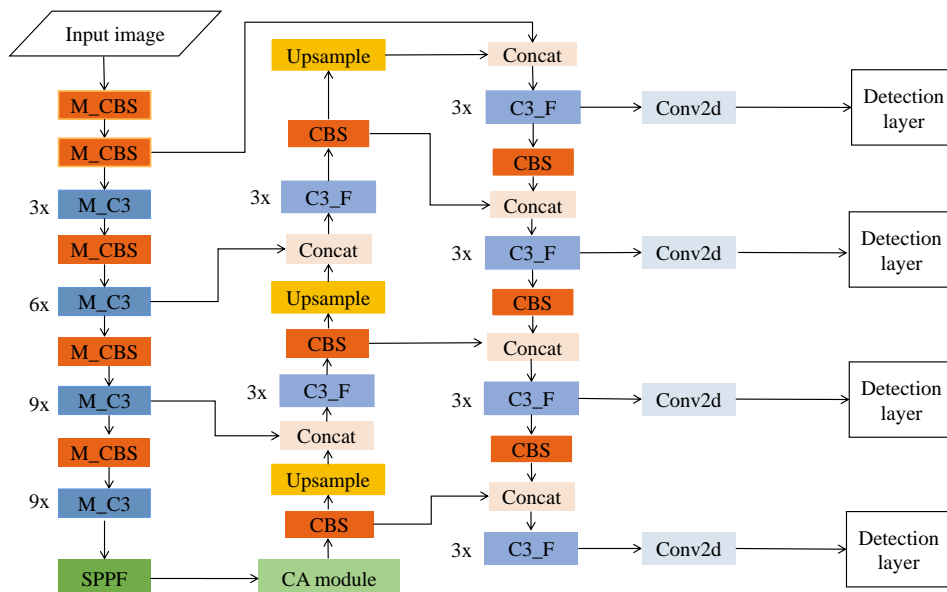 Input image
M_CBS
M_CBS
3x
M_C3
M_CBS
6x
M_C3
M_CBS
9x
M_C3
M_CBS
9x
M_C3
SPPF
Upsample
CBS
3x
C3_F
Concat
Upsample
CBS
3x
C3_F
Concat
Upsample
CBS
CA module
Concat
3x
C3_F
Conv2d
Detection
layer
CBS
Concat
3x
C3_F
Conv2d
Detection
layer
CBS
Concat
3x
C3_F
Conv2d
Detection
layer
CBS
Concat
3x
C3_F
Conv2d
Detection
layer